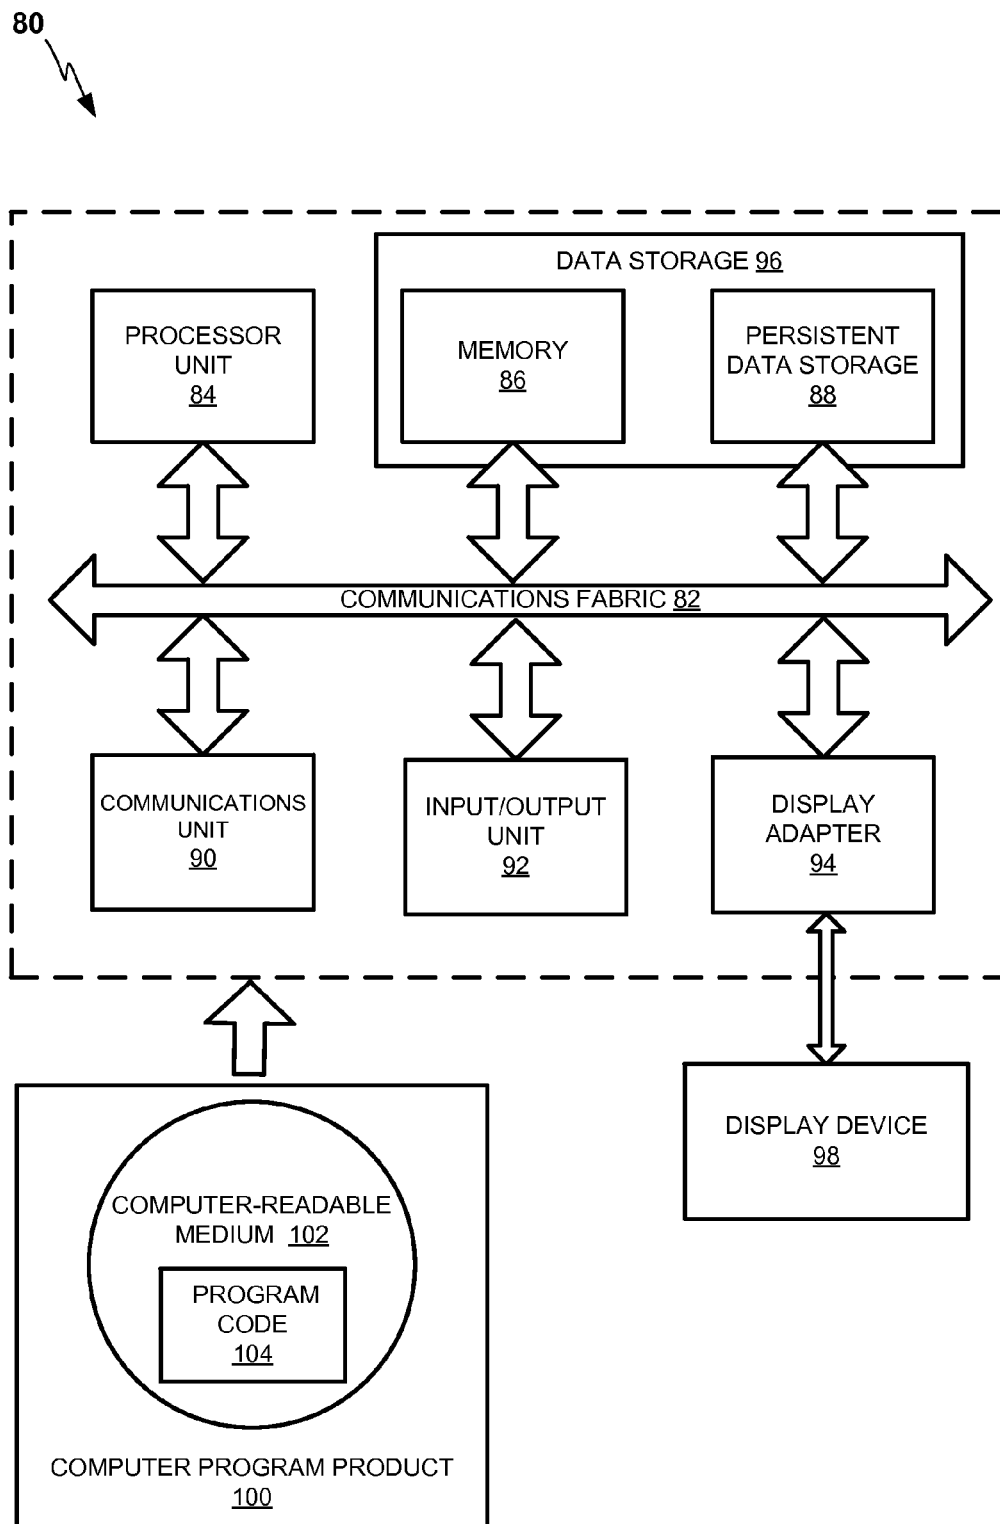 80
DATA STORAGE 96
PROCESSOR
UNIT
84
MEMORY
86
PERSISTENT
DATA STORAGE
88
COMMUNICATIONS FABRIC 82
COMMUNICATIONS
UNIT
90
INPUT/OUTPUT
UNIT
92
DISPLAY
ADAPTER
94
DISPLAY DEVICE
98
COMPUTER-READABLE
MEDIUM 102
PROGRAM
CODE
104
COMPUTER PROGRAM PRODUCT
100